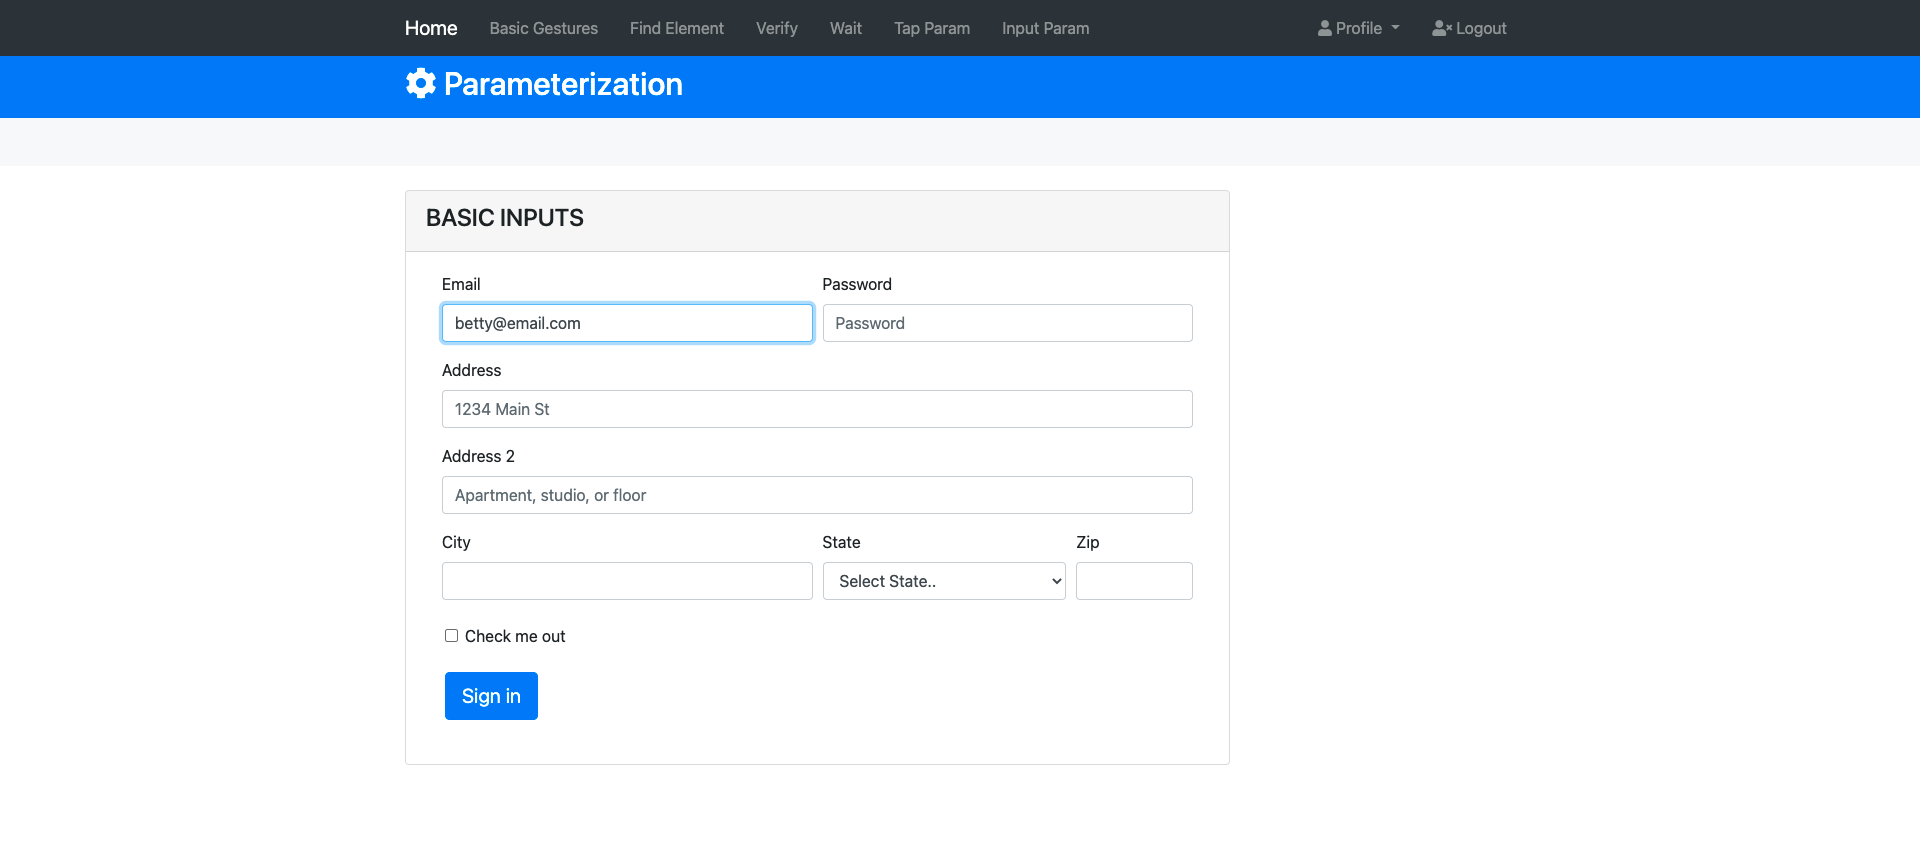 Home Basic Gestures Find Element Verify Wait Tap Param Input Param Profile Logout
Parameterization
BASIC INPUTS
Email Password
betty@email.com Password
Address
1234 Main St
Address 2
Apartment, studio, or floor
City State Zip
Select State..
Check me out
Sign in